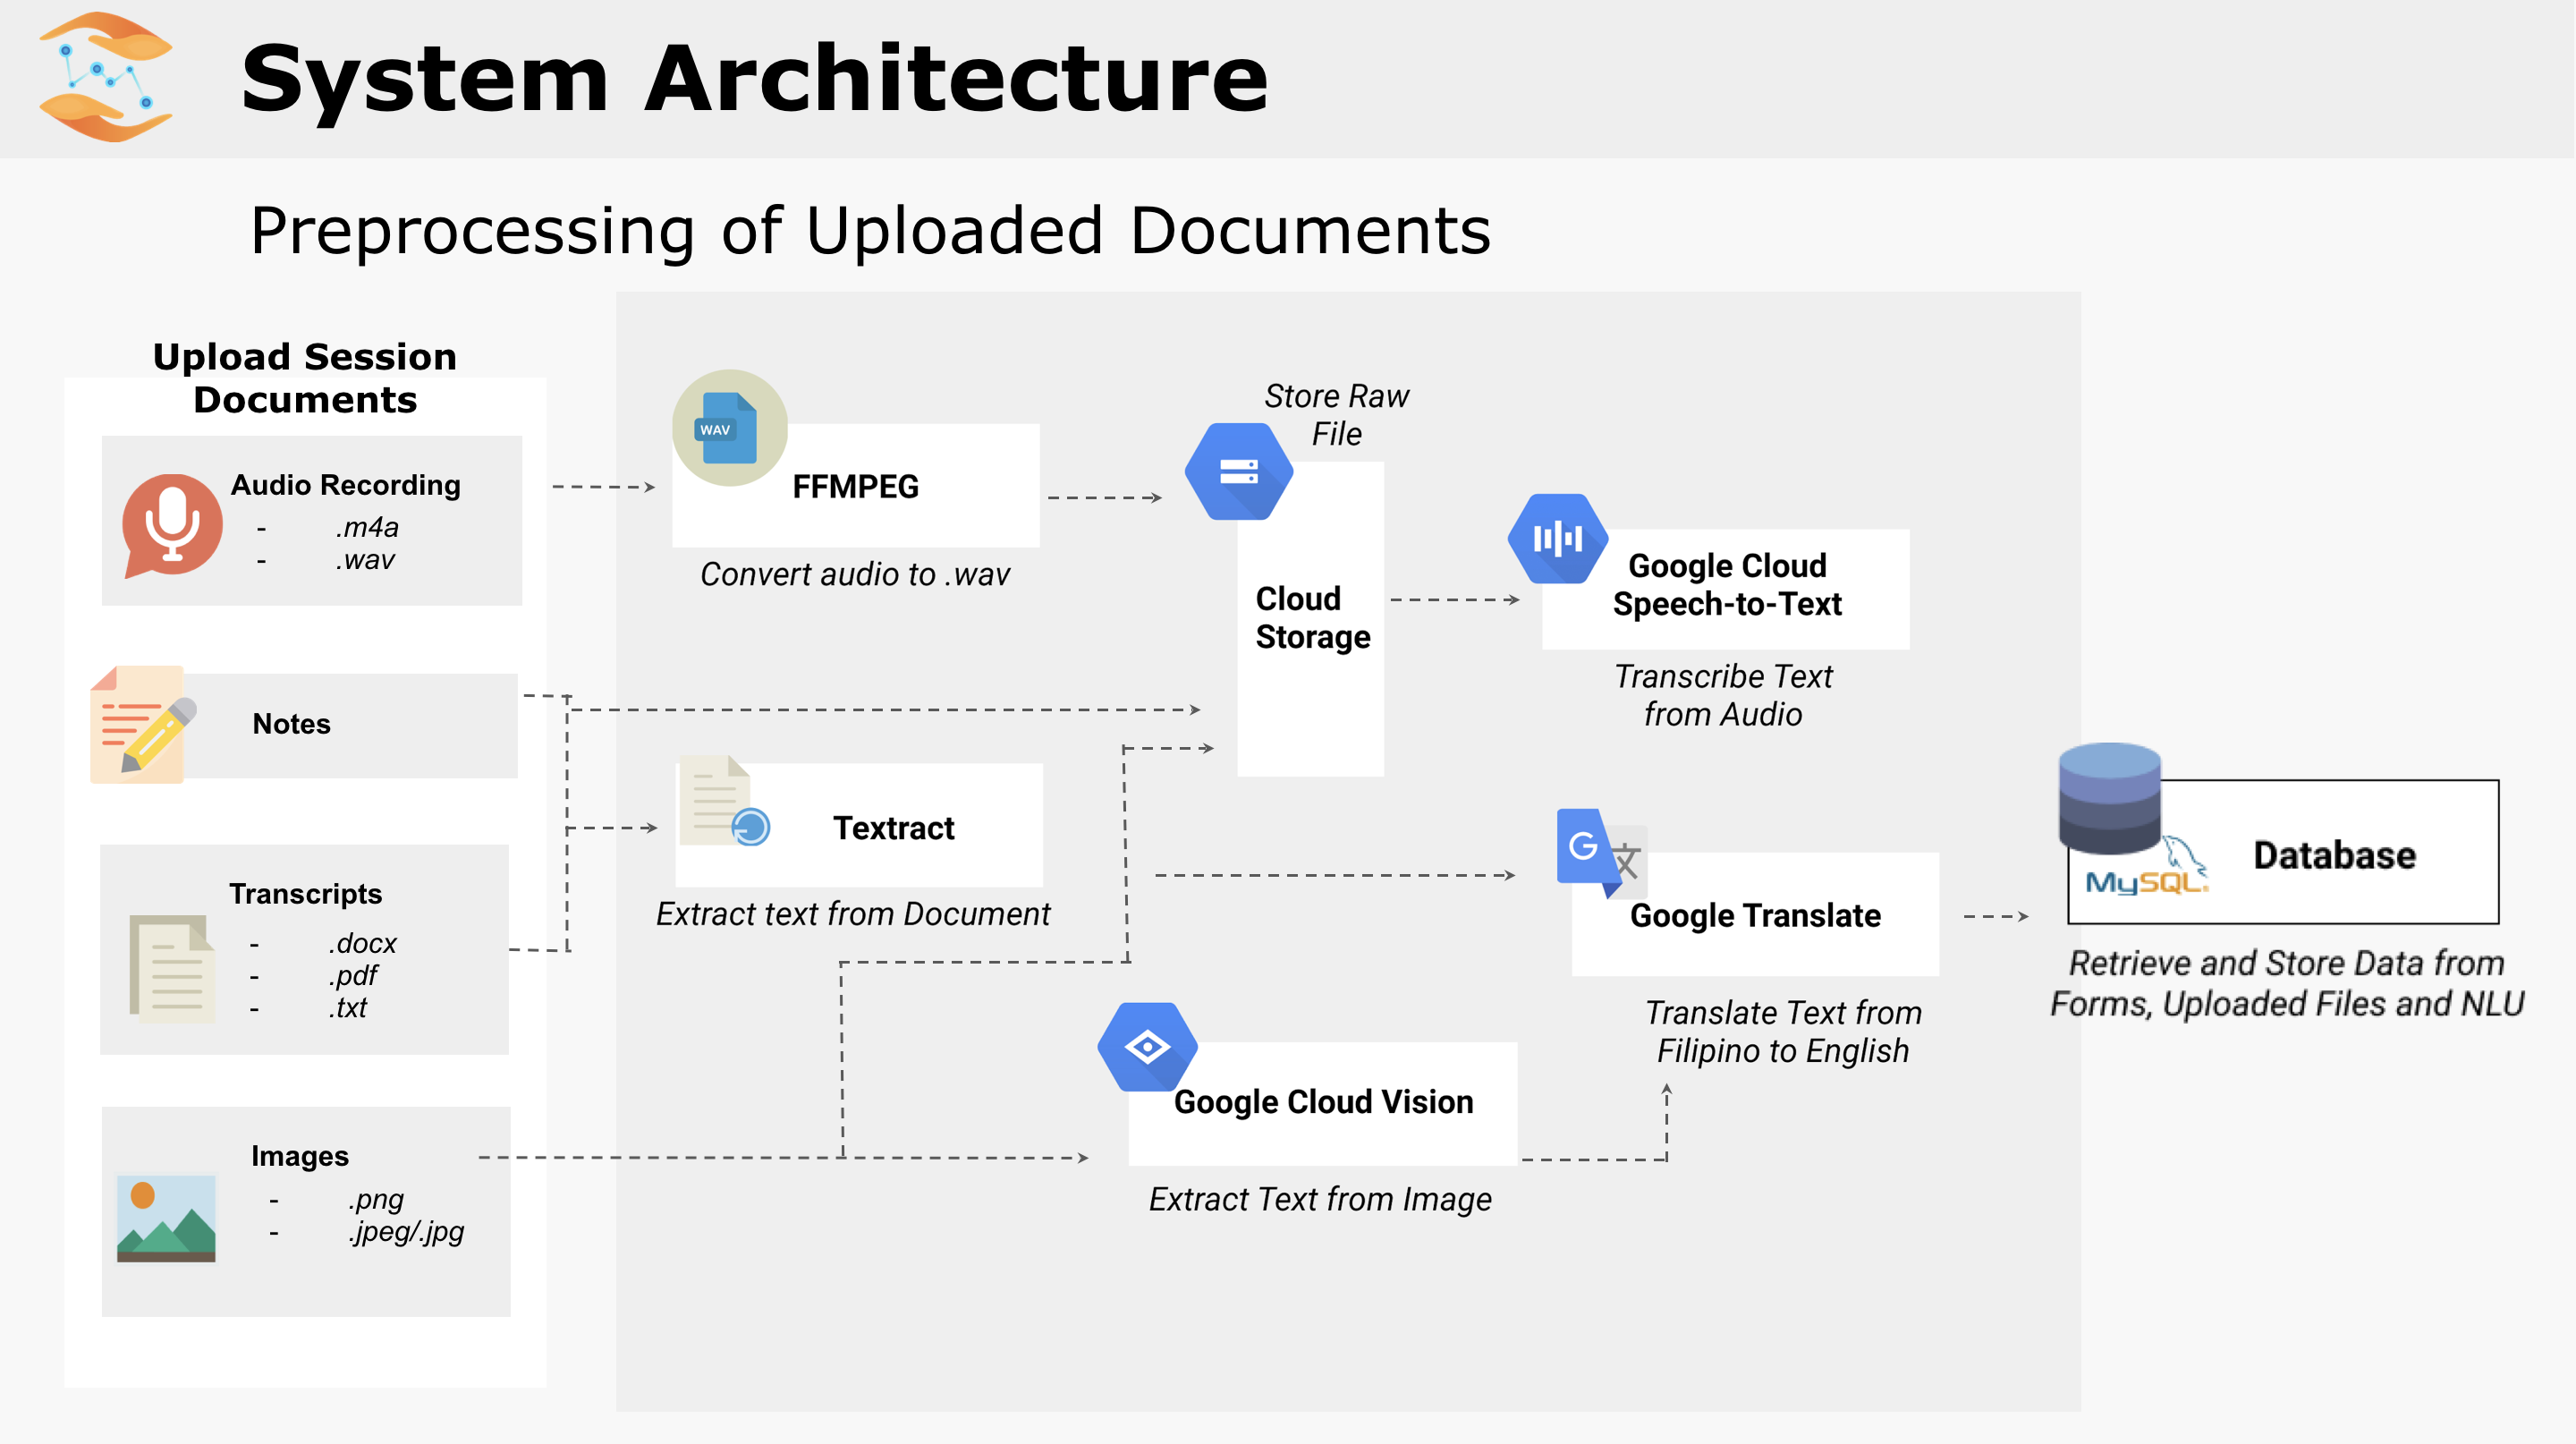 System Architecture
Preprocessing of Uploaded Documents
Upload Session
Documents
Audio Recording
- .m4a
- .wav
Notes
Transcripts
- .docx
- .pdf
- .txt
Images
- .png
- .jpeg/.jpg
WAV
FFMPEG
Convert audio to .wav
Textract
Extract text from Document
Store Raw
File
Cloud
Storage
Google Cloud
Speech-to-Text
Transcribe Text
from Audio
G 文
Google Translate
Translate Text from
Filipino to English
Google Cloud Vision
Extract Text from Image
MySQL
Database
Retrieve and Store Data from
Forms, Uploaded Files and NLU